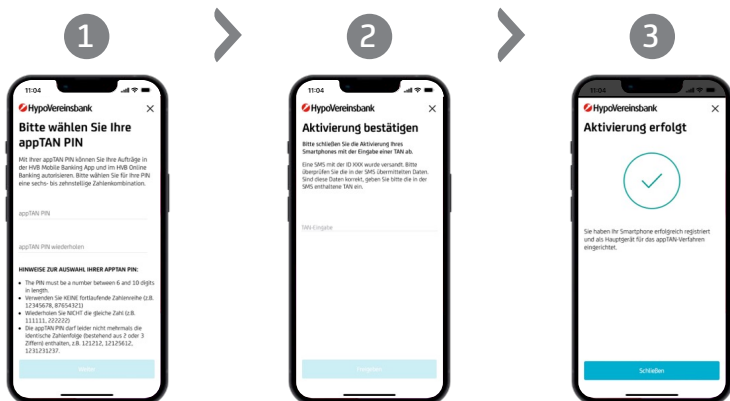 1
2
3
11:04
HypoVereinsbank
Bitte wählen Sie Ihre
appTAN PIN
Mit Ihrer appTAN PIN können Sie Ihre Aufträge in
der HVB Mobile Banking App und im HVB Online
Banking autorisieren. Bitte wählen Sie für Ihre PIN
eine sechs- bis zehnstellige Zahlenkombination.
appTAN PIN
appTAN PIN wiederholen
HINWEISE ZUR AUSWAHL IHRER APPTAN PIN:
• The PIN must be a number between 6 and 10 digits
in length.
• Verwenden Sie KEINE fortlaufende Zahlenreihe (z.B.
12345678, 87654321)
• Wiederholen Sie NICHT die gleiche Zahl (z.B.
111111, 222222)
• Die appTAN PIN darf leider nicht mehrmals die
identische Zahlenfolge (bestehend aus 2 oder 3
Ziffern) enthalten, z.B. 121212, 12125612,
1231231237.
Weiter
11:04
HypoVereinsbank
Aktivierung bestätigen
Bitte schließen Sie die Aktivierung Ihres
Smartphones mit der Eingabe einer TAN ab.
Eine SMS mit der ID XXX wurde versandt. Bitte
überprüfen Sie die in der SMS übermittelten Daten.
Sind diese Daten korrekt, geben Sie bitte die in der
SMS enthaltene TAN ein.
TAN-Eingabe
11:04
HypoVereinsbank
Aktivierung erfolgt
Sie haben Ihr Smartphone erfolgreich registriert
und als Hauptgerät für das appTAN-Verfahren
eingerichtet.
Schließen